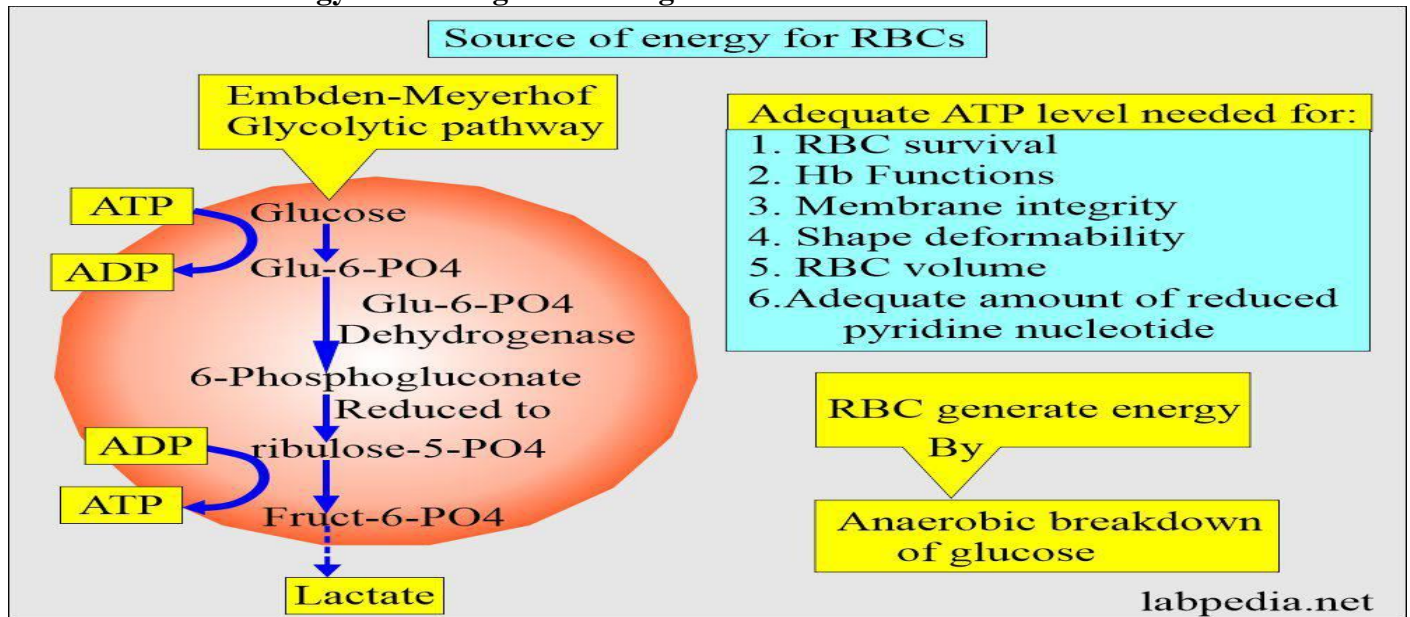 Source of energy for RBCs
Embden-Meyerhof
Glycolytic pathway
ATP
ADP
Glucose
Glu-6-PO4
Glu-6-PO4
Dehydrogenase
6-Phosphogluconate
Reduced to
ADP
ribulose-5-PO4
ATP
Fruct-6-PO4
Lactate
Adequate ATP level needed for:
1. RBC survival
2. Hb Functions
3. Membrane integrity
4. Shape deformability
5. RBC volume
6.Adequate amount of reduced
pyridine nucleotide
RBC generate energy
By
Anaerobic breakdown
of glucose
labpedia.net